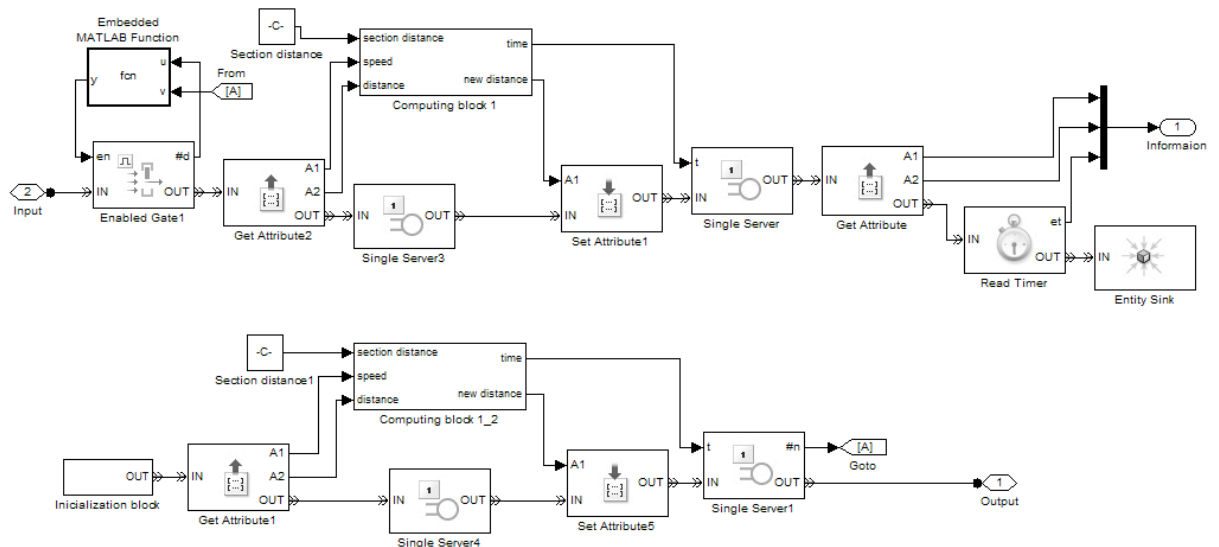 Embedded
MATLAB Function
-C-
Section distance
section distance
speed
distance
time
new distance
Computing block 1
y
fcn
u
v
From
[A]
en
#d
IN
OUT
Enabled Gate1
2
Input
IN
A1
A2
OUT
Get Attribute2
IN
1
OUT
Single Server3
A1
IN
OUT
Set Attribute1
t
IN
1
OUT
Single Server
IN
A1
A2
OUT
Get Attribute
IN
et
OUT
Read Timer
IN
Entity Sink
1
Informaion
-C-
Section distance1
section distance
speed
distance
time
new distance
Computing block 1_2
OUT
Inicialization block
IN
A1
A2
OUT
Get Attribute1
IN
1
OUT
Single Server4
A1
IN
OUT
Set Attribute5
t
IN
1
#n
OUT
Single Server1
[A]
Goto
1
Output